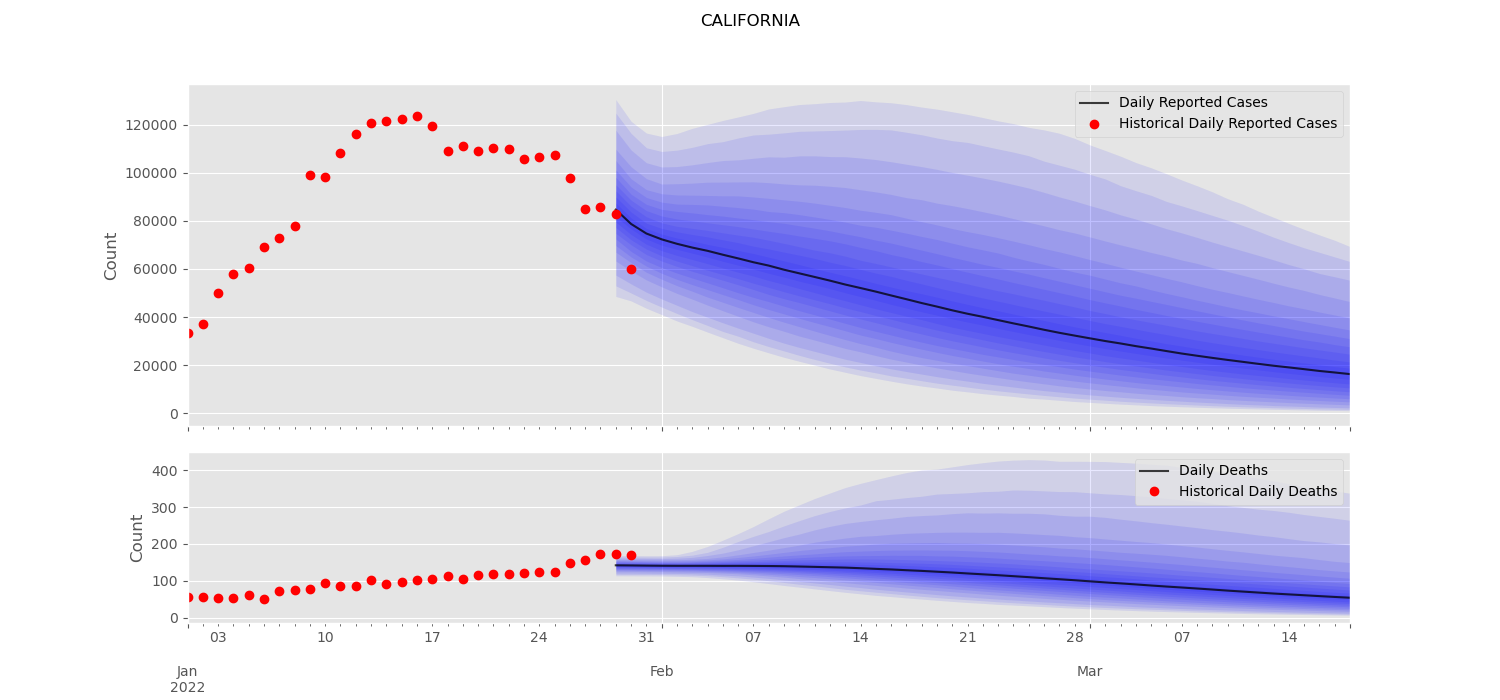 CALIFORNIA
Daily Reported Cases
Historical Daily Reported Cases
120000
100000
80000
60000
40000
20000
0
Count
Daily Deaths
Historical Daily Deaths
400
300
200
100
0
Count
03 10 17 24 31 07 14 21 28 07 14
Jan Feb Mar
2022